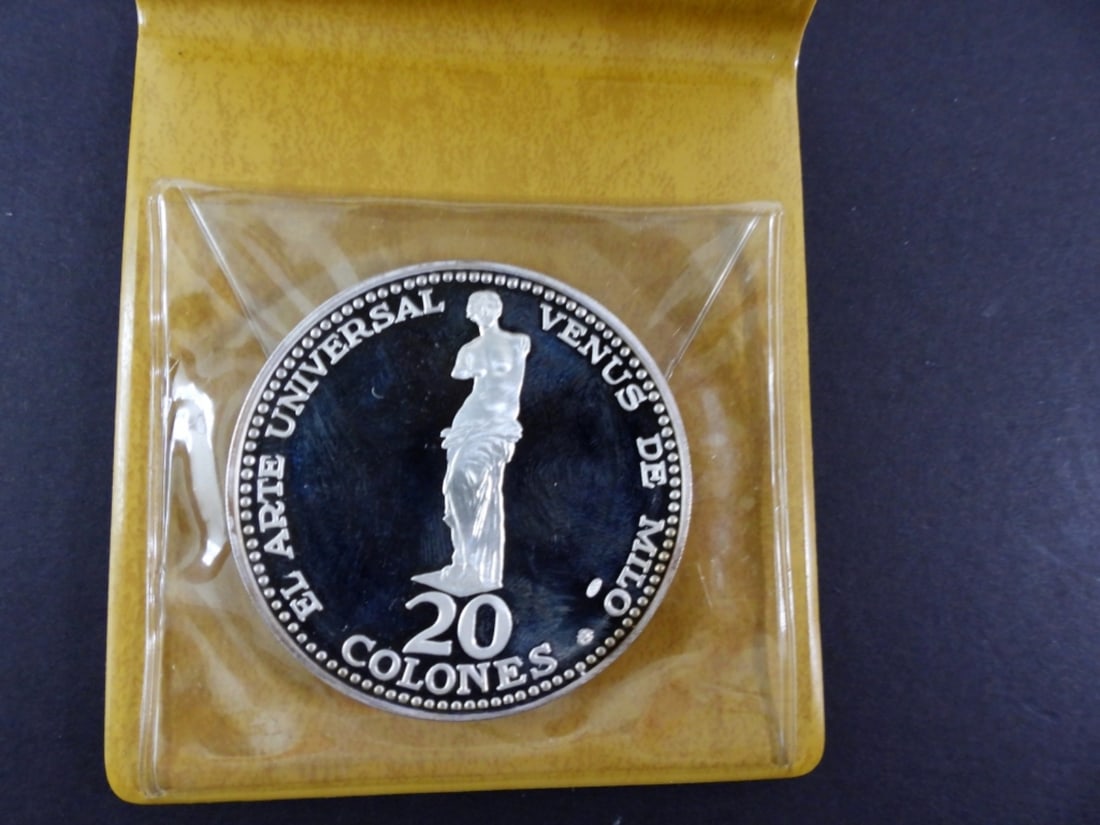 EL ARTE UNIVERSAL
VENUS DE MILO
20
COLONES